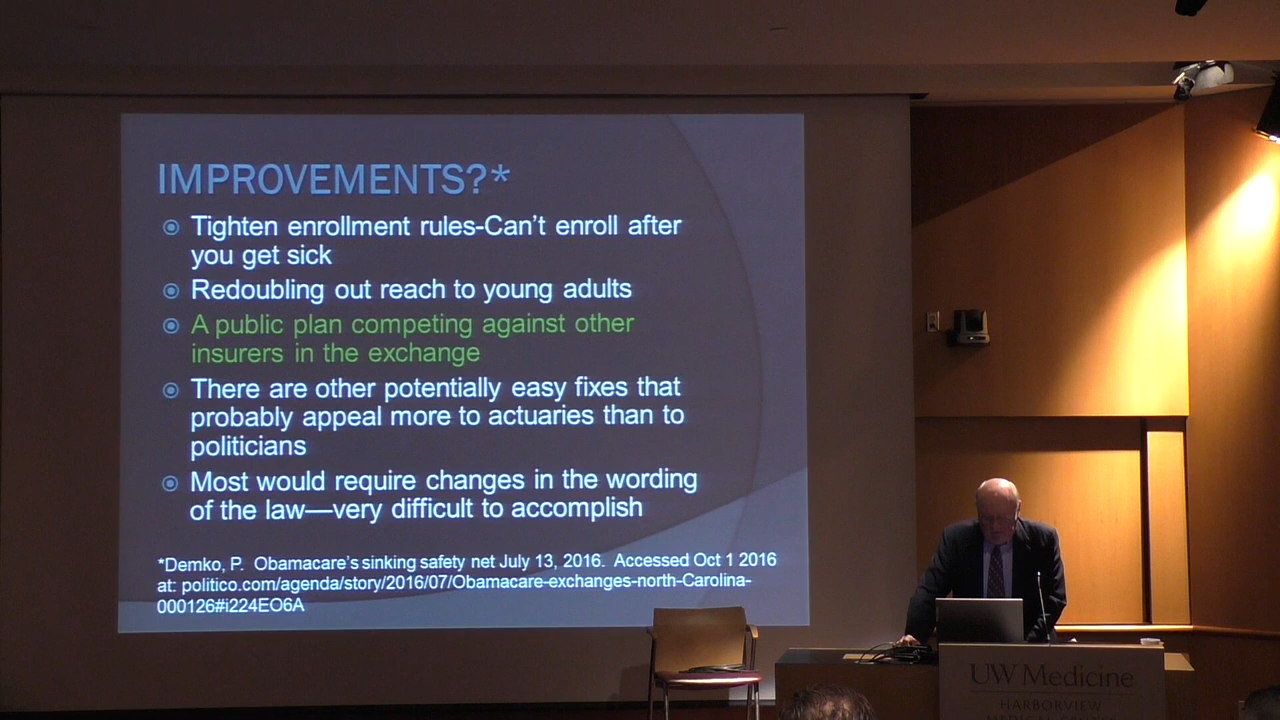 IMPROVEMENTS?*
Tighten enrollment rules-Can't enroll after
you get sick
Redoubling out reach to young adults
A public plan competing against other
insurers in the exchange
There are other potentially easy fixes that
probably appeal more to actuaries than to
politicians
Most would require changes in the wording
of the law—very difficult to accomplish
*Demko, P. Obamacare's sinking safety net July 13, 2016. Accessed Oct 1 2016
at: politico.com/agenda/story/2016/07/Obamacare-exchanges-north-Carolina-
000126#i224EO6A
UW Medicine
HARBORVIEW